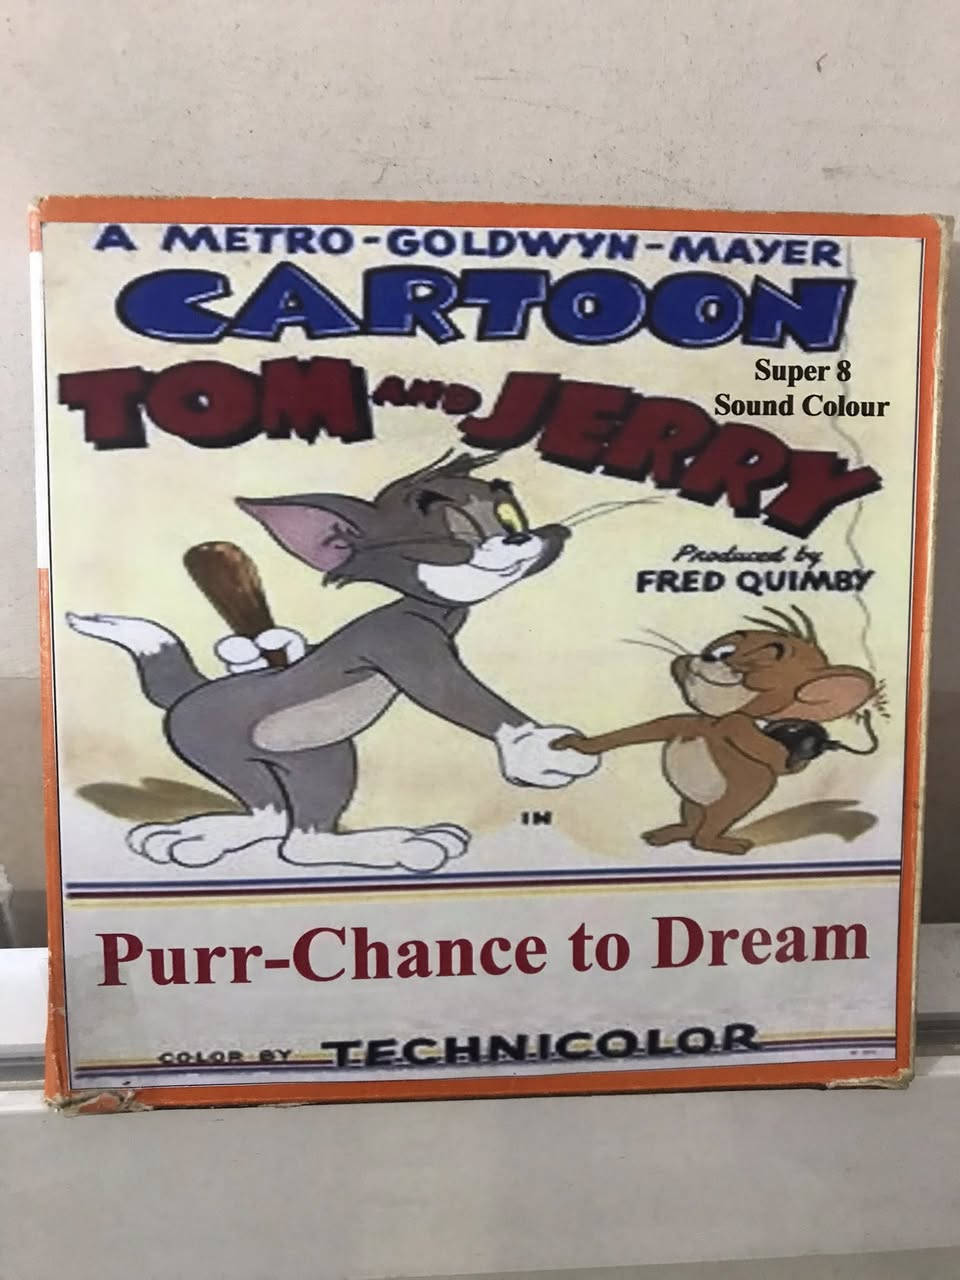 A METRO-GOLDWYN-MAYER
CARTOON
TOM AND JERRY
Super 8
Sound Colour
Produced by
FRED QUIMBY
IN
Purr-Chance to Dream
COLOR BY TECHNICOLOR